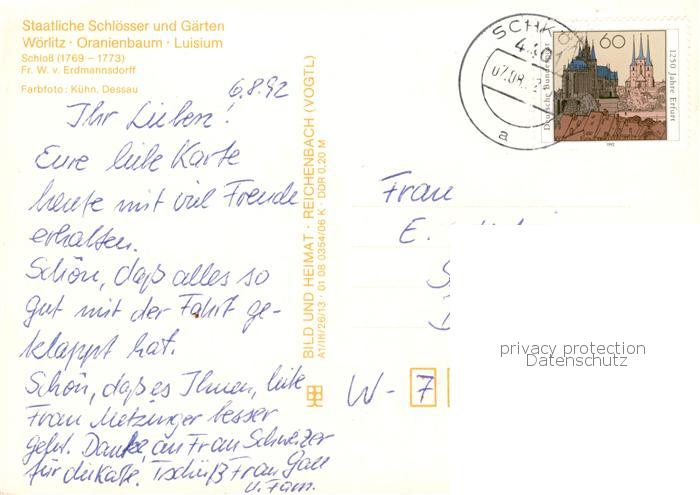 Staatliche Schlösser und Gärten
Wörlitz · Oranienbaum · Luisium
Schloß (1769 – 1773)
Fr. W. v. Erdmannsdorff
Farbfoto: Kühn, Dessau
6.8.92
Ihr Lieben!
Eure liebe Karte
heute mit viel Freude
erhalten.
Schön, daß alles so
gut mit der Fahrt ge-
klappt hat.
Schön, daß es Ihnen, liebe
Frau Metzinger besser
geht. Danke, an Frau Schweizer
für die Karte. Tschüß Frau Gall
u. Fam.
BILD UND HEIMAT · REICHENBACH (VOGTL)
A1/III/26/13 01 08 0354/06 K · DDR 0,20 M
SCHK
07.08.
a
60
Deutsche Bundespost
1250 Jahre Erfurt
1992
Frau
E.
W - 7
privacy protection
Datenschutz